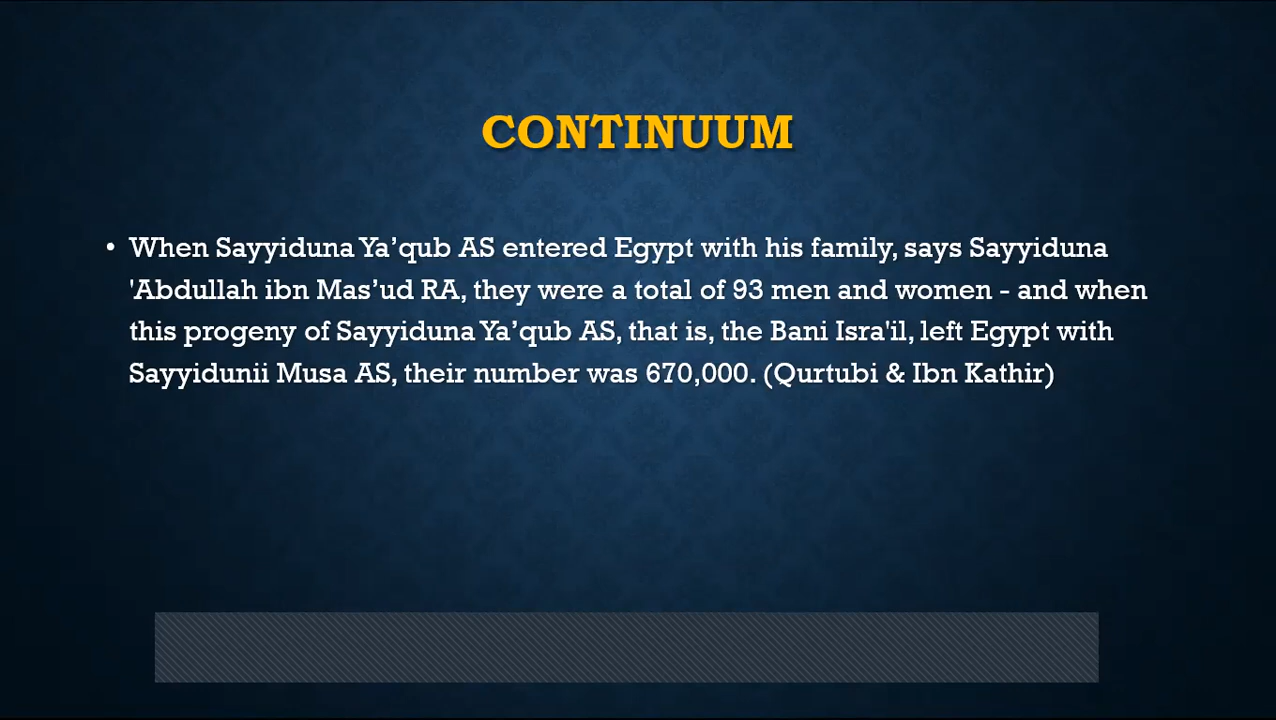 CONTINUUM
• When Sayyiduna Ya’qub AS entered Egypt with his family, says Sayyiduna
'Abdullah ibn Mas’ud RA, they were a total of 93 men and women - and when
this progeny of Sayyiduna Ya’qub AS, that is, the Bani Isra'il, left Egypt with
Sayyidunii Musa AS, their number was 670,000. (Qurtubi & Ibn Kathir)